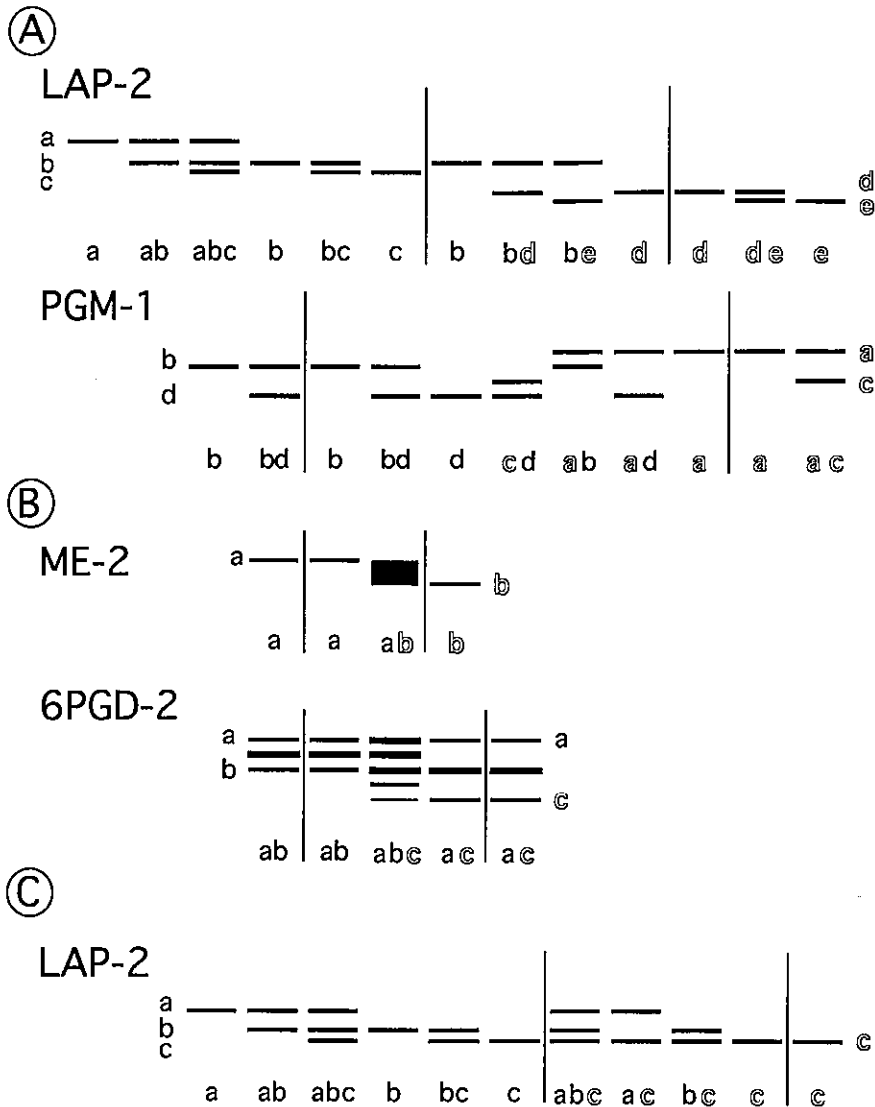 A
LAP-2
a
b
c
d
e
a ab abc b bc c b bd be d d de e
PGM-1
b
d
a
c
b bd b bd d cd ab ad a a ac
B
ME-2
a
b
a a ab b
6PGD-2
a
b
a
c
ab ab abc ac ac
C
LAP-2
a
b
c
c
a ab abc b bc c abc ac bc c c